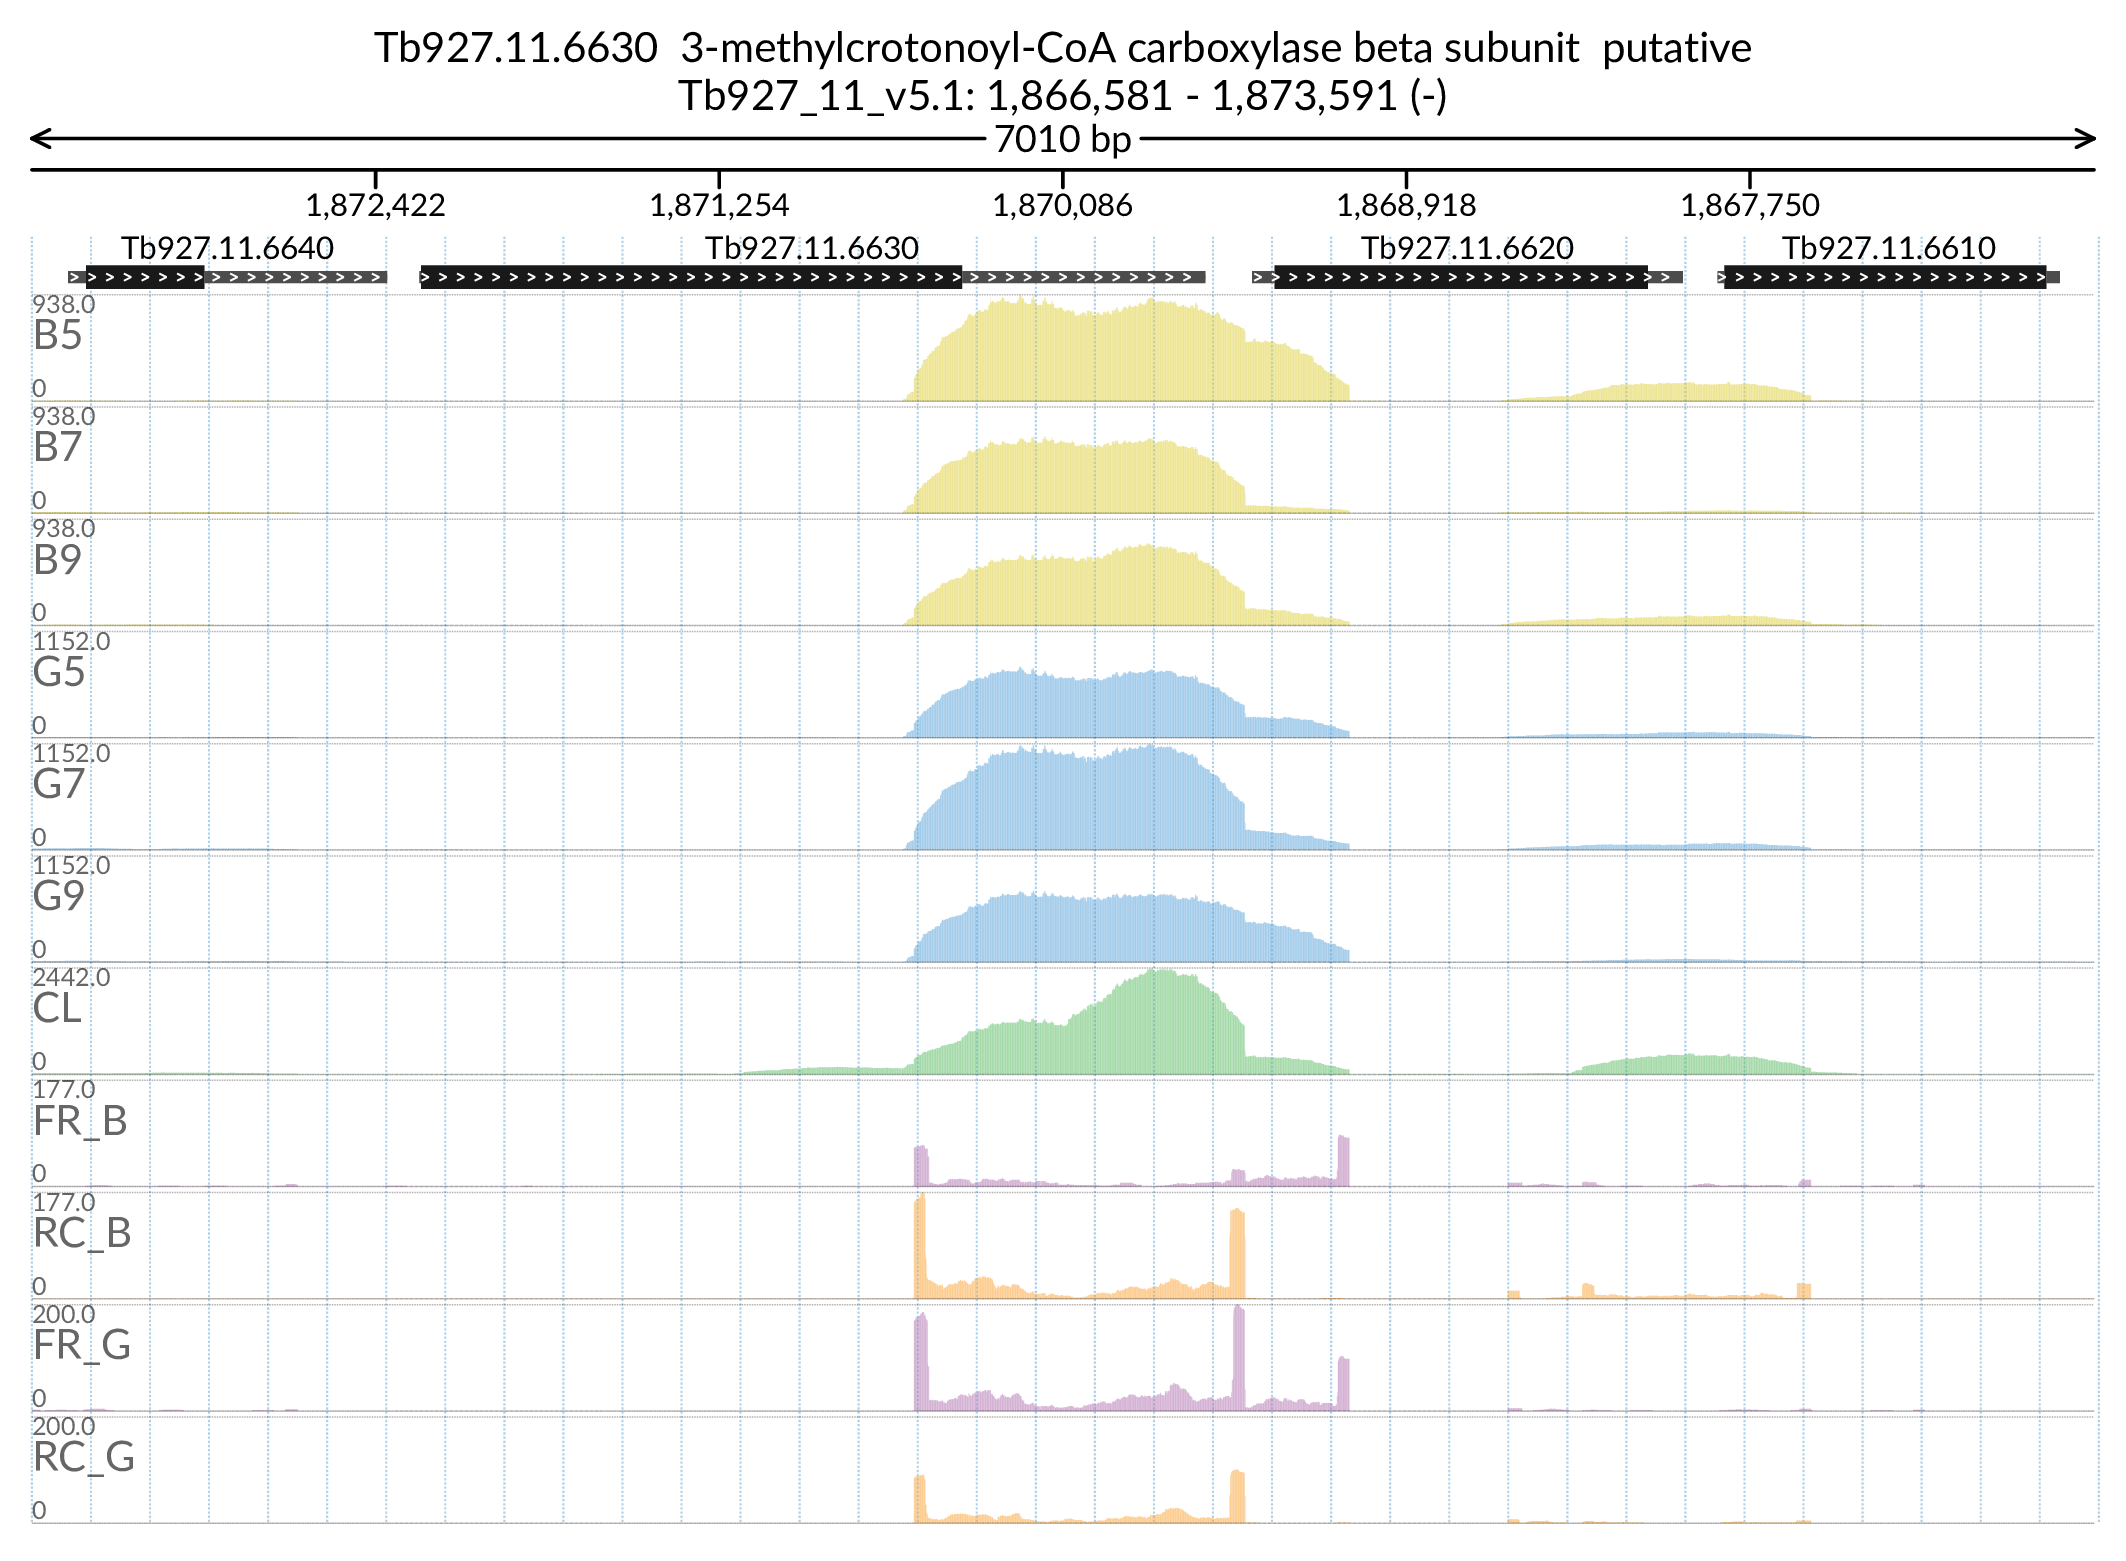 Tb927.11.6630  3-methylcrotonoyl-CoA carboxylase beta subunit  putative
Tb927_11_v5.1: 1,866,581 - 1,873,591 (-)
7010 bp
1,872,422 1,871,254 1,870,086 1,868,918 1,867,750
Tb927.11.6640 Tb927.11.6630 Tb927.11.6620 Tb927.11.6610
938.0
B5
0
938.0
B7
0
938.0
B9
0
1152.0
G5
0
1152.0
G7
0
1152.0
G9
0
2442.0
CL
0
177.0
FR_B
0
177.0
RC_B
0
200.0
FR_G
0
200.0
RC_G
0